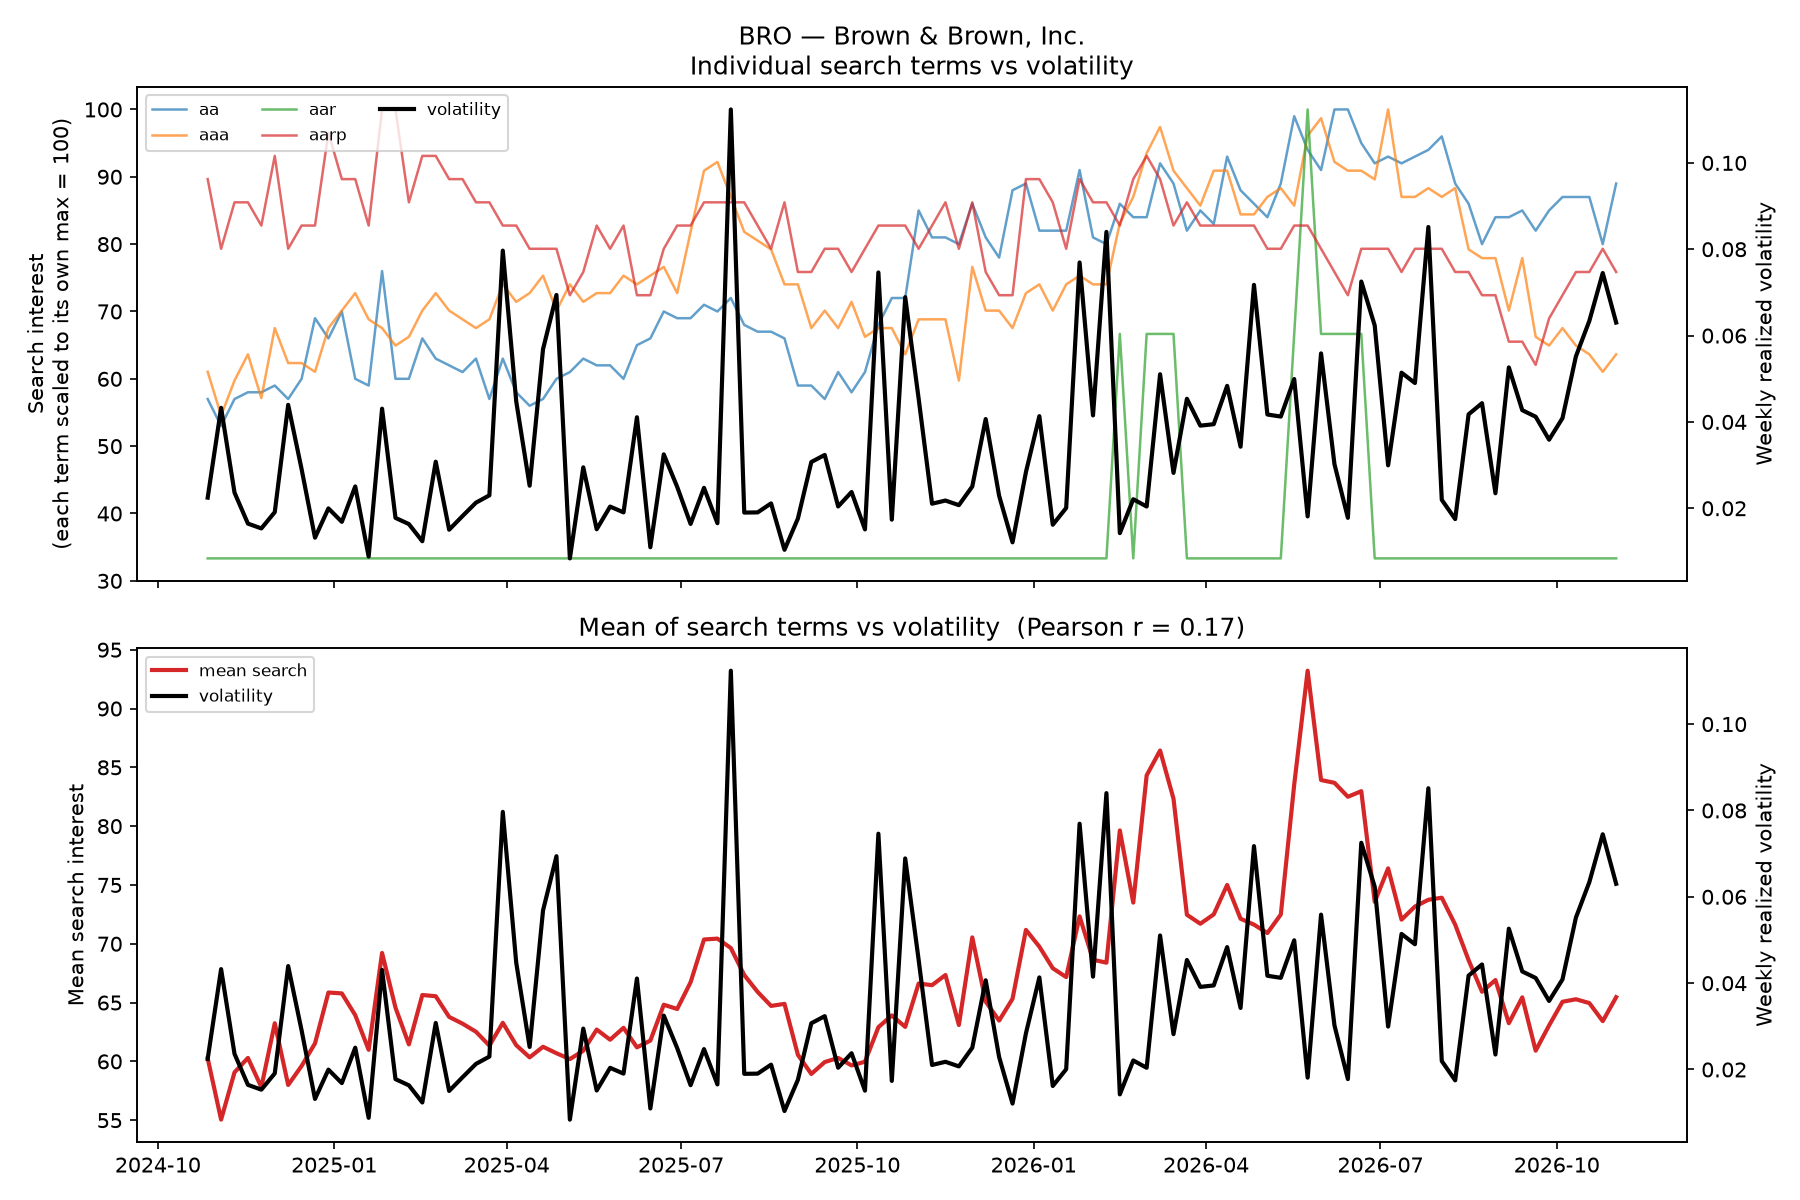 BRO — Brown & Brown, Inc.
Individual search terms vs volatility
aa
aar
volatility
aaa
aarp
100
90
80
70
60
50
40
30
Search interest
(each term scaled to its own max = 100)
0.10
0.08
0.06
0.04
0.02
Weekly realized volatility
Mean of search terms vs volatility (Pearson r = 0.17)
mean search
volatility
95
90
85
80
75
70
65
60
55
Mean search interest
0.10
0.08
0.06
0.04
0.02
Weekly realized volatility
2024-10
2025-01
2025-04
2025-07
2025-10
2026-01
2026-04
2026-07
2026-10